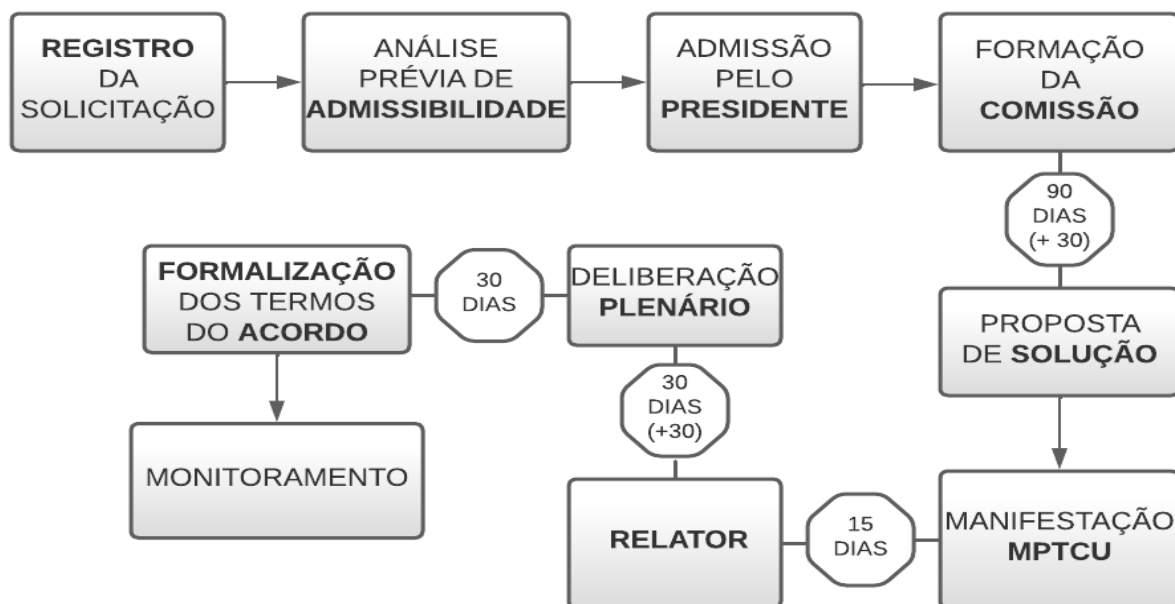 REGISTRO
DA
SOLICITAÇÃO
ANÁLISE
PRÉVIA DE
ADMISSIBILIDADE
ADMISSÃO
PELO
PRESIDENTE
FORMAÇÃO
DA
COMISSÃO
90
DIAS
(+ 30)
PROPOSTA
DE SOLUÇÃO
MANIFESTAÇÃO
MPTCU
15
DIAS
RELATOR
30
DIAS
(+30)
DELIBERAÇÃO
PLENÁRIO
30
DIAS
FORMALIZAÇÃO
DOS TERMOS
DO ACORDO
MONITORAMENTO